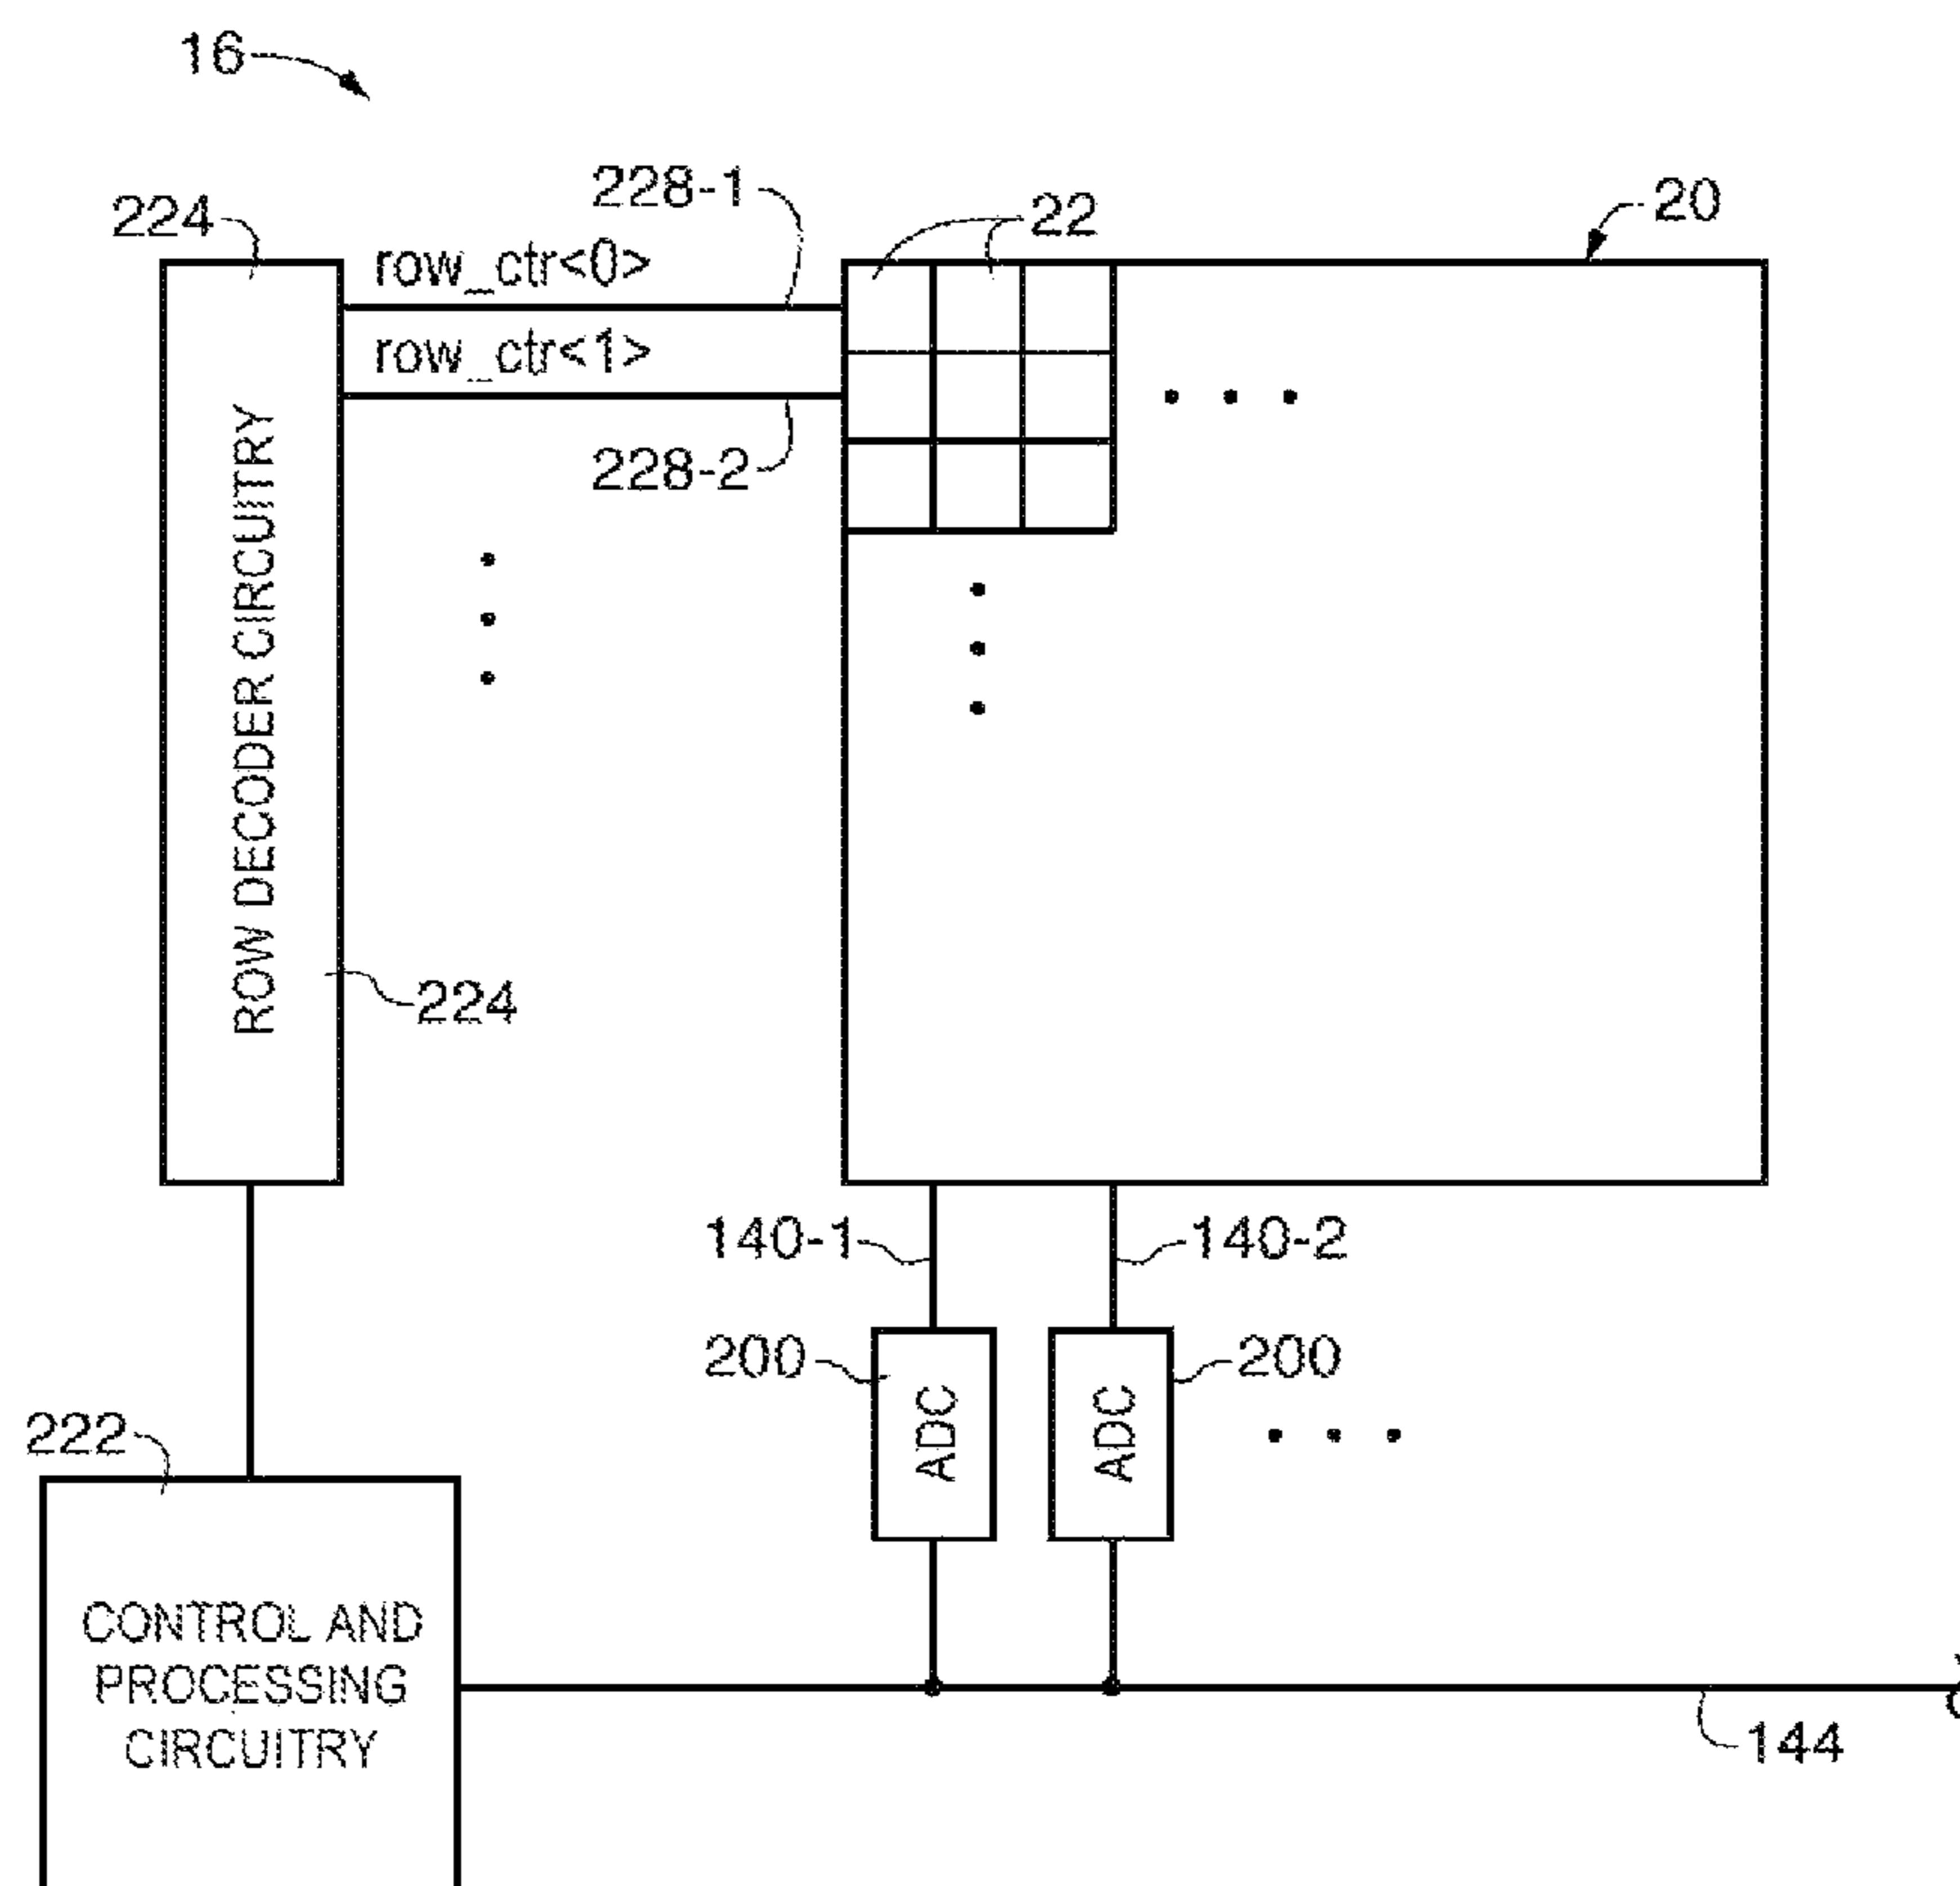 16
228-1
224
22
20
row_ctr<0>
row_ctr<1>
228-2
ROW DECODER CIRCUITRY
224
140-1
140-2
200
ADC
ADC
200
222
CONTROL AND
PROCESSING
CIRCUITRY
144